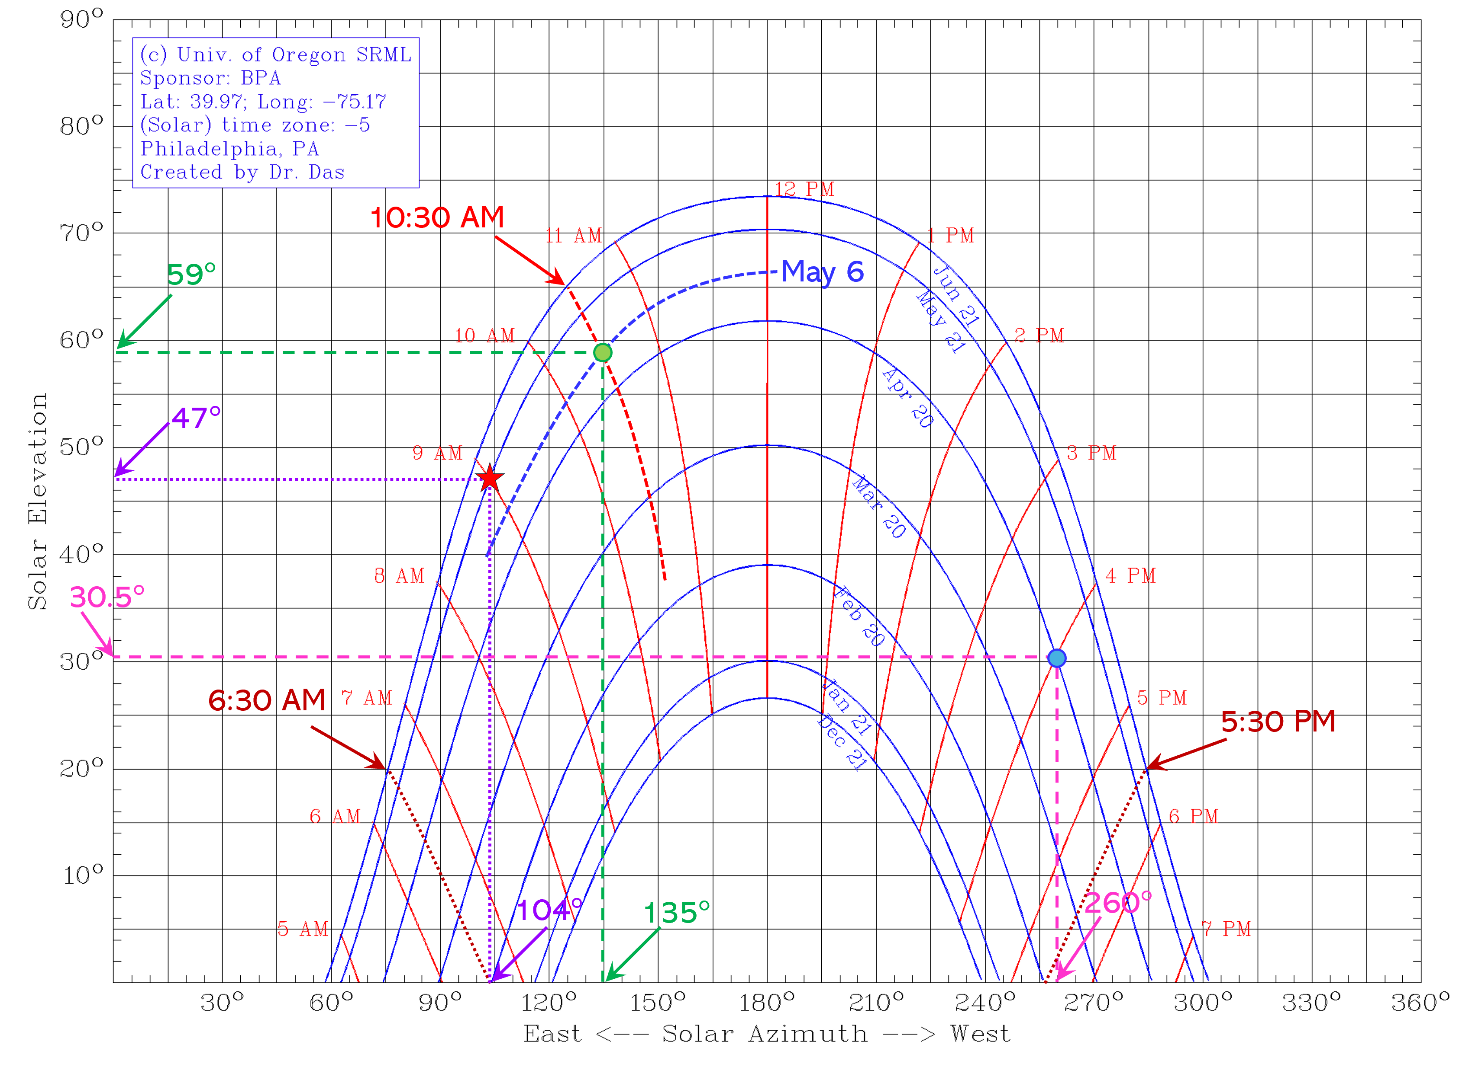 90°
(c) Univ. of Oregon SRML
Sponsor: BPA
Lat: 39.97; Long: -75.17
(Solar) time zone: -5
Philadelphia, PA
Created by Dr. Das
80°
70°
60°
50°
40°
30°
20°
10°
Solar Elevation
59°
47°
30.5°
10:30 AM
6:30 AM
5:30 PM
May 6
12 PM
11 AM
1 PM
10 AM
2 PM
9 AM
3 PM
8 AM
4 PM
7 AM
5 PM
6 AM
6 PM
5 AM
7 PM
Jun 21
May 21
Apr 20
Mar 20
Feb 20
Jan 21
Dec 21
104°
135°
260°
30° 60° 90° 120° 150° 180° 210° 240° 270° 300° 330° 360°
East <-- Solar Azimuth --> West